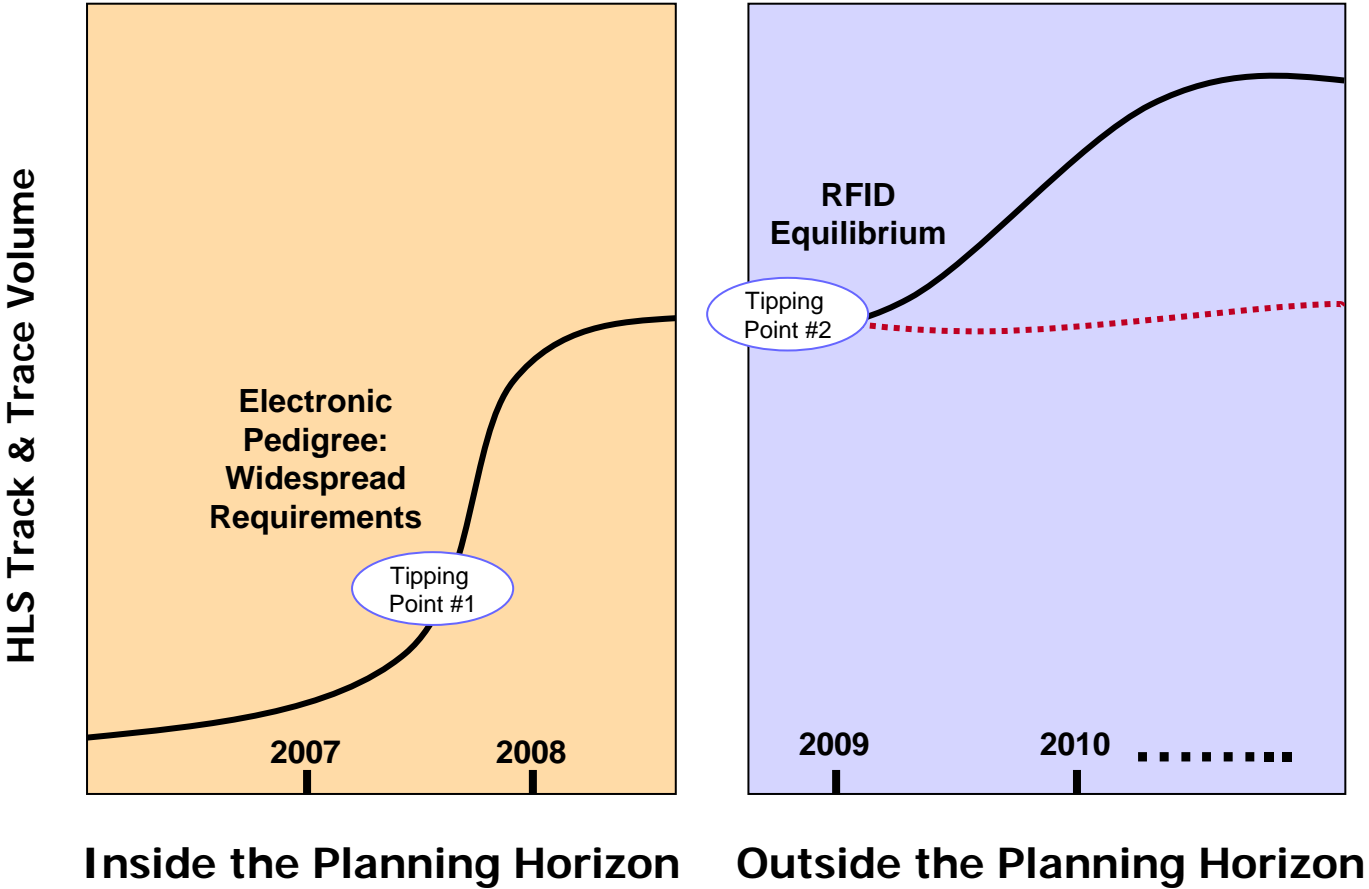 HLS Track & Trace Volume
Electronic
Pedigree:
Widespread
Requirements
Tipping
Point #1
2007
2008
Inside the Planning Horizon
RFID
Equilibrium
Tipping
Point #2
2009
2010
Outside the Planning Horizon